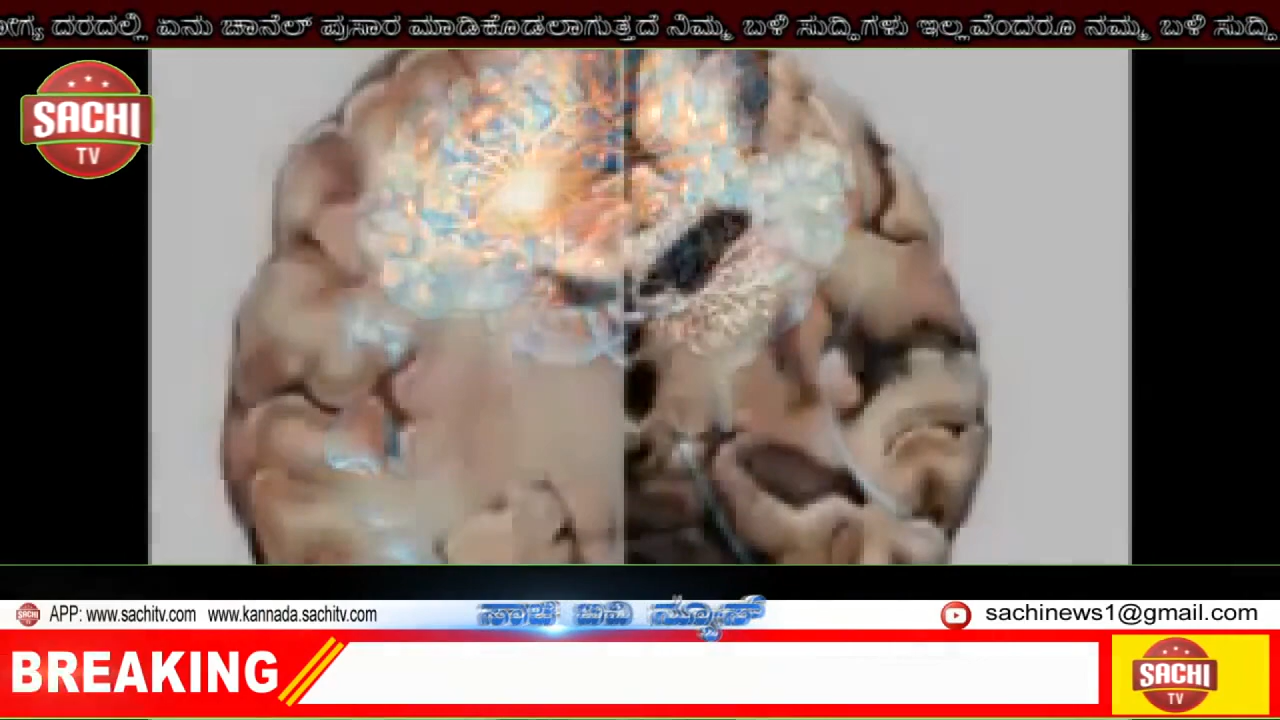 ದರದಲ್ಲಿ ಏನು ಚಾನೆಲ್ ಪ್ರಸಾರ ಮಾಡಿಕೊಡಲಾಗುತ್ತದೆ ನಿಮ್ಮ ಬಳಿ ಸುದ್ದಿಗಳು ಇಲ್ಲವೆಂದರೂ ನಮ್ಮ ಬಳಿ ಸುದ್ದಿ
SACHI
TV
SACHI
APP: www.sachitv.com www.kannada.sachitv.com
ಸಾಚಿ ಟಿವಿ ನ್ಯೂಸ್
sachinews1@gmail.com
BREAKING
SACHI
TV